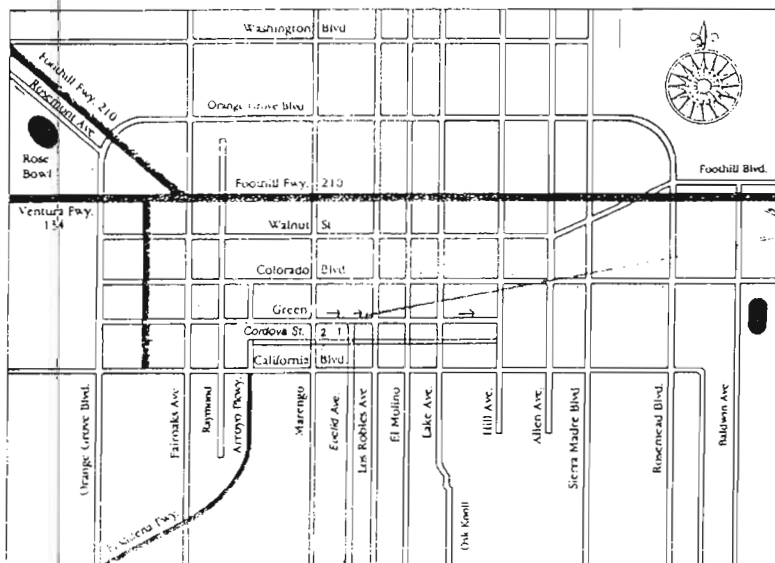 Washington Blvd
Foothill Fwy. 210
Rosemont Ave
Orange Grove Blvd
Rose
Bowl
Foothill Blvd.
Foothill Fwy. 210
Ventura Fwy.
134
Walnut St
Colorado Blvd
Green
Cordova St. 2 1
California Blvd.
Orange Grove Blvd.
Fairoaks Ave
Raymond
Arroyo Pkwy.
Marengo
Euclid Ave.
Los Robles Ave
El Molino
Lake Ave.
Oak Knoll
Hill Ave.
Allen Ave.
Sierra Madre Blvd
Rosemead Blvd.
Baldwin Ave
Pasadena Fwy.